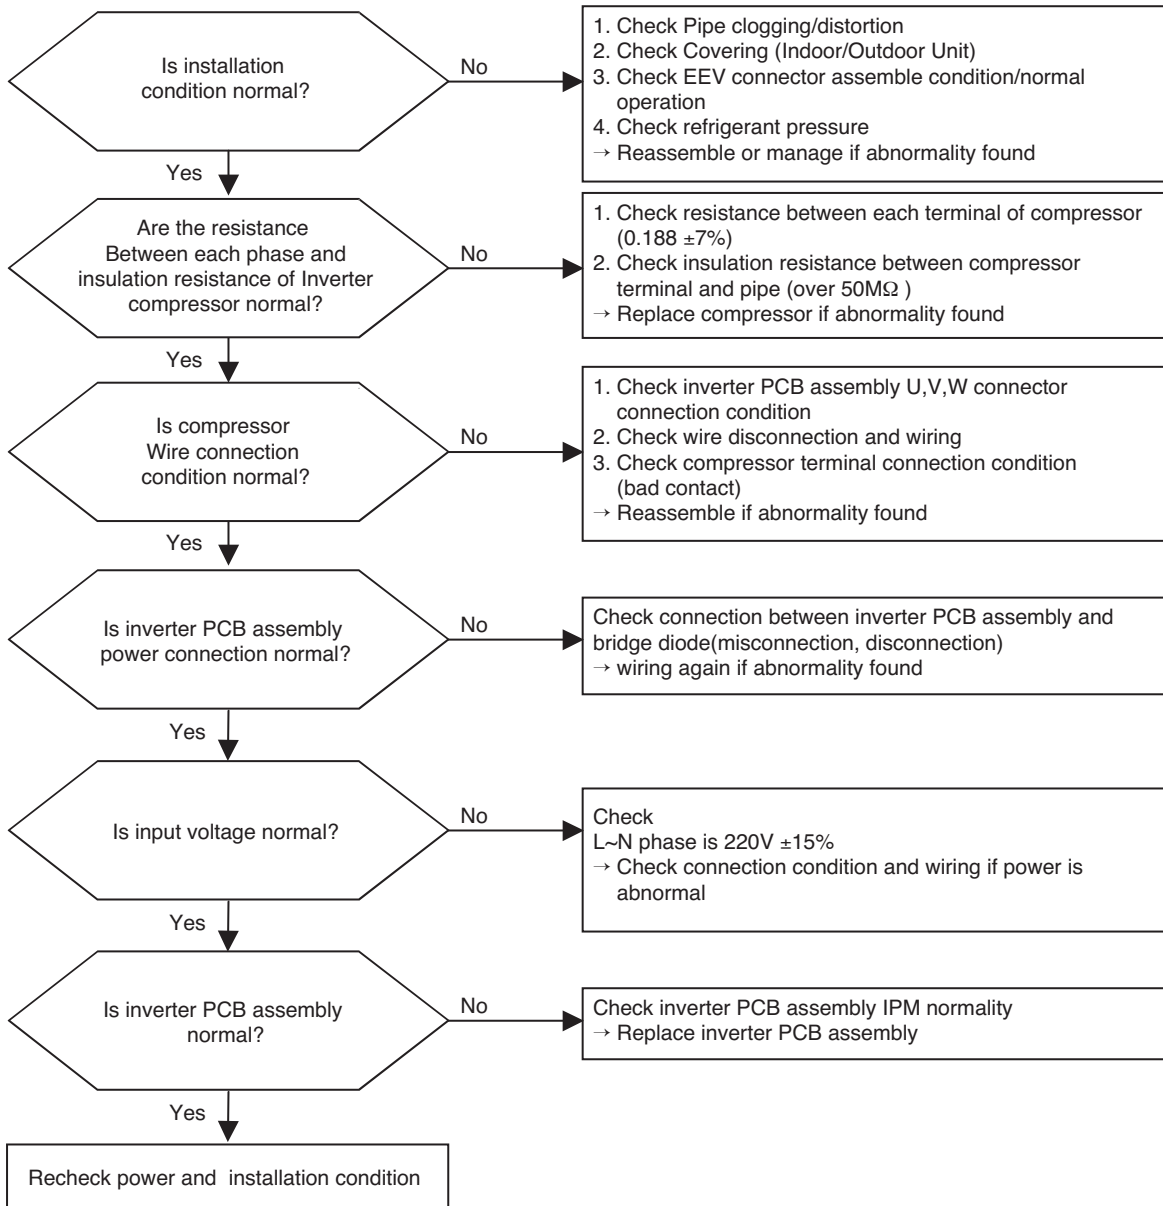 Is installation
condition normal?
No
1. Check Pipe clogging/distortion
2. Check Covering (Indoor/Outdoor Unit)
3. Check EEV connector assemble condition/normal
operation
4. Check refrigerant pressure
→ Reassemble or manage if abnormality found
Yes
Are the resistance
Between each phase and
insulation resistance of Inverter
compressor normal?
No
1. Check resistance between each terminal of compressor
(0.188 ±7%)
2. Check insulation resistance between compressor
terminal and pipe (over 50MΩ )
→ Replace compressor if abnormality found
Yes
Is compressor
Wire connection
condition normal?
No
1. Check inverter PCB assembly U,V,W connector
connection condition
2. Check wire disconnection and wiring
3. Check compressor terminal connection condition
(bad contact)
→ Reassemble if abnormality found
Yes
Is inverter PCB assembly
power connection normal?
No
Check connection between inverter PCB assembly and
bridge diode(misconnection, disconnection)
→ wiring again if abnormality found
Yes
Is input voltage normal?
No
Check
L~N phase is 220V ±15%
→ Check connection condition and wiring if power is
abnormal
Yes
Is inverter PCB assembly
normal?
No
Check inverter PCB assembly IPM normality
→ Replace inverter PCB assembly
Yes
Recheck power and  installation condition